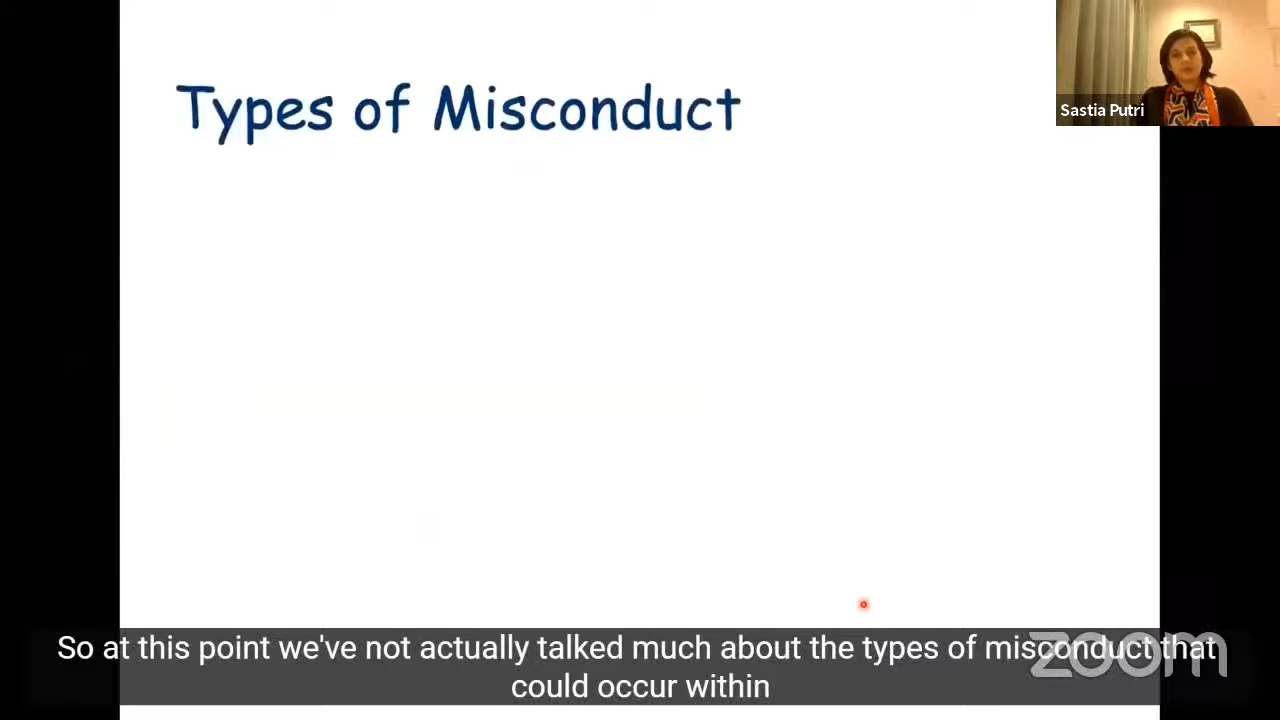 Types of Misconduct
Sastia Putri
So at this point we've not actually talked much about the types of misconduct that
could occur within
zoom